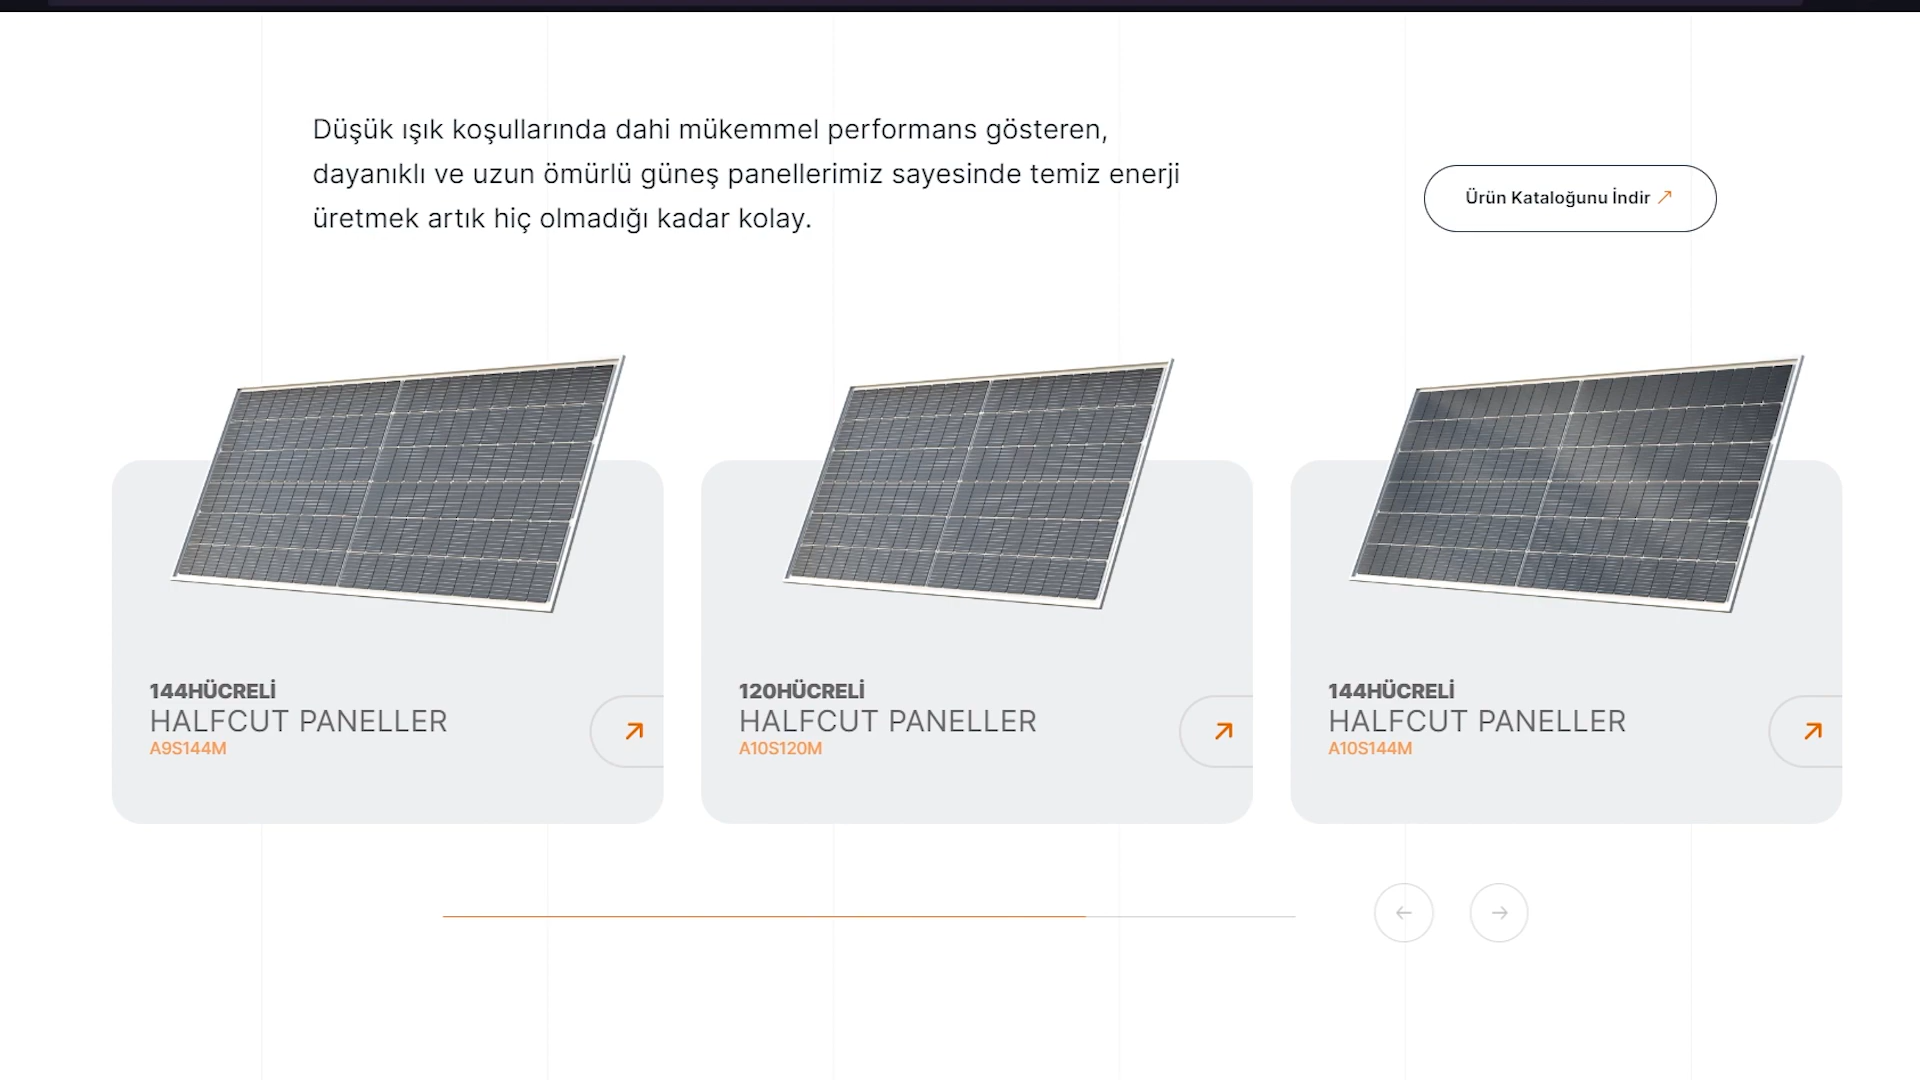 Düşük ışık koşullarında dahi mükemmel performans gösteren,
dayanıklı ve uzun ömürlü güneş panellerimiz sayesinde temiz enerji
üretmek artık hiç olmadığı kadar kolay.
Ürün Kataloğunu İndir
144HÜCRELİ
HALFCUT PANELLER
A9S144M
120HÜCRELİ
HALFCUT PANELLER
A10S120M
144HÜCRELİ
HALFCUT PANELLER
A10S144M